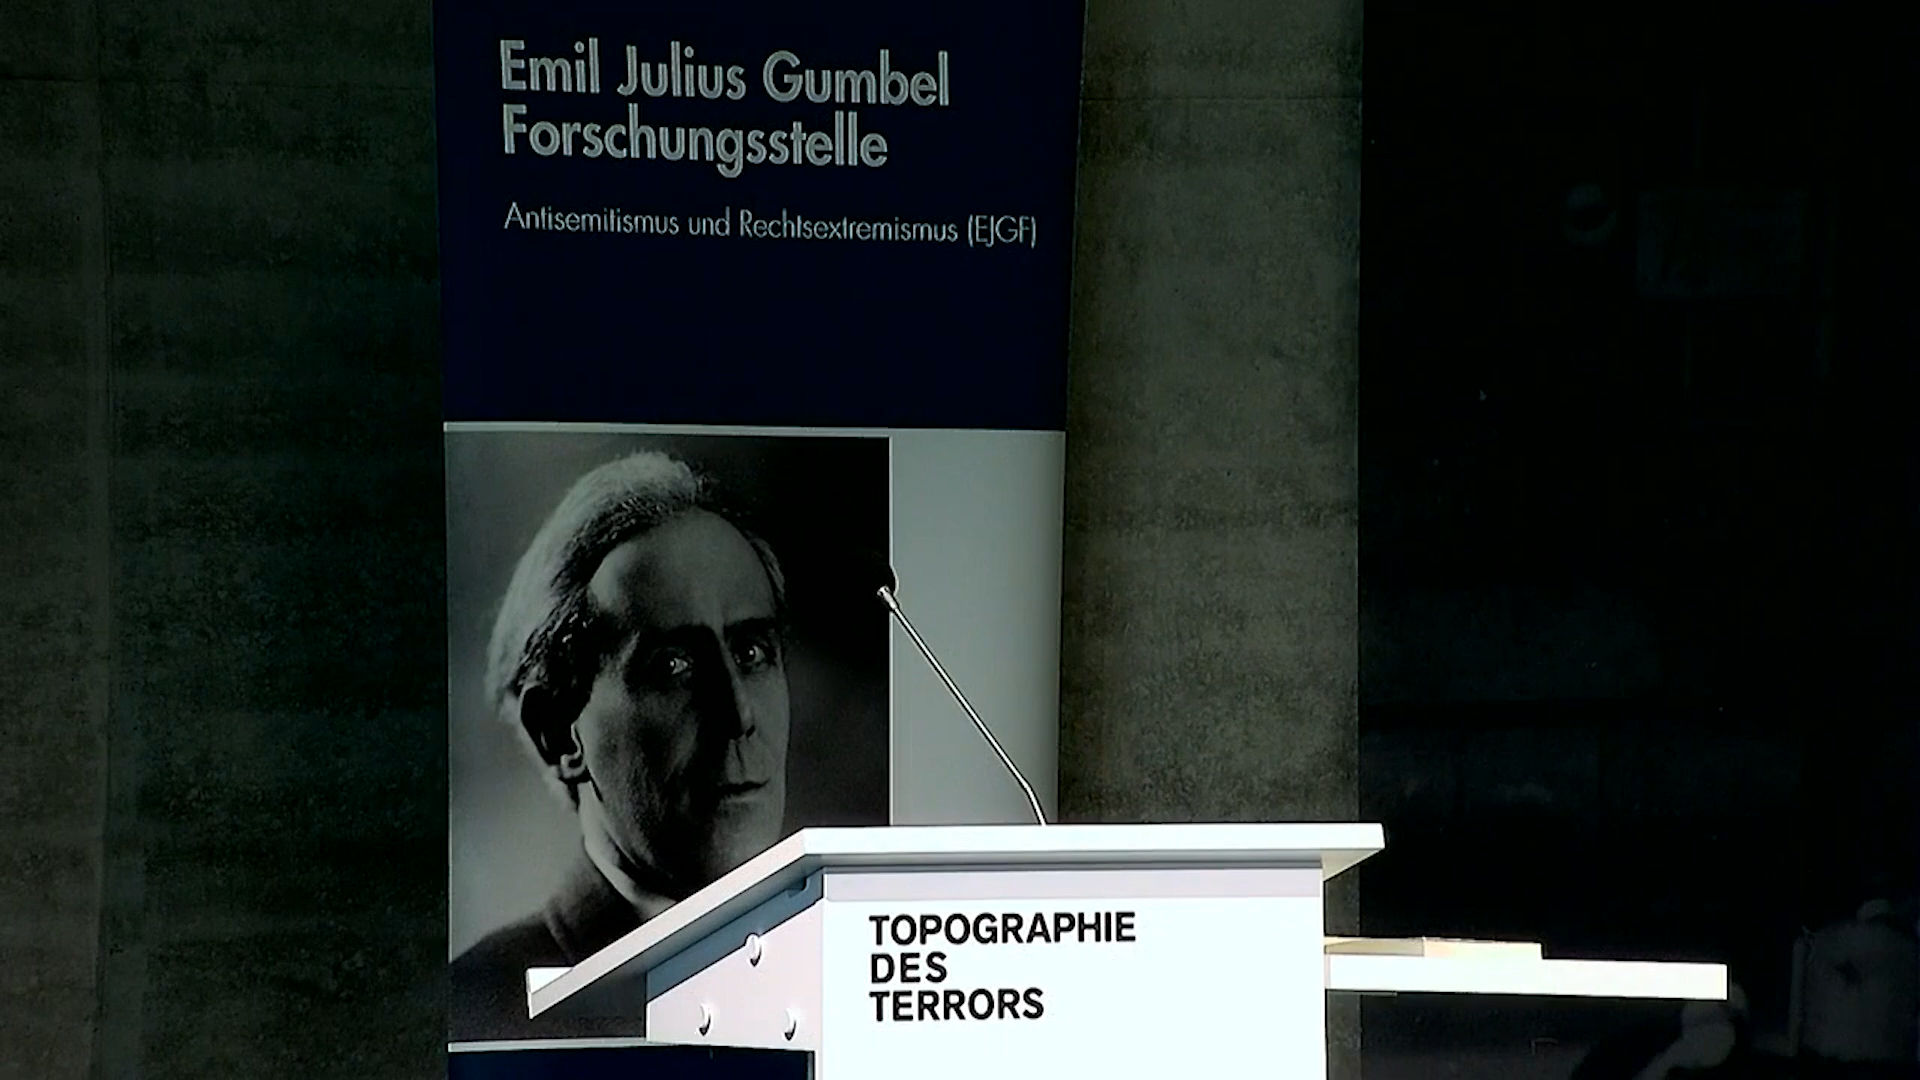 Emil Julius Gumbel
Forschungsstelle
Antisemitismus und Rechtsextremismus (EJGF)
TOPOGRAPHIE
DES
TERRORS